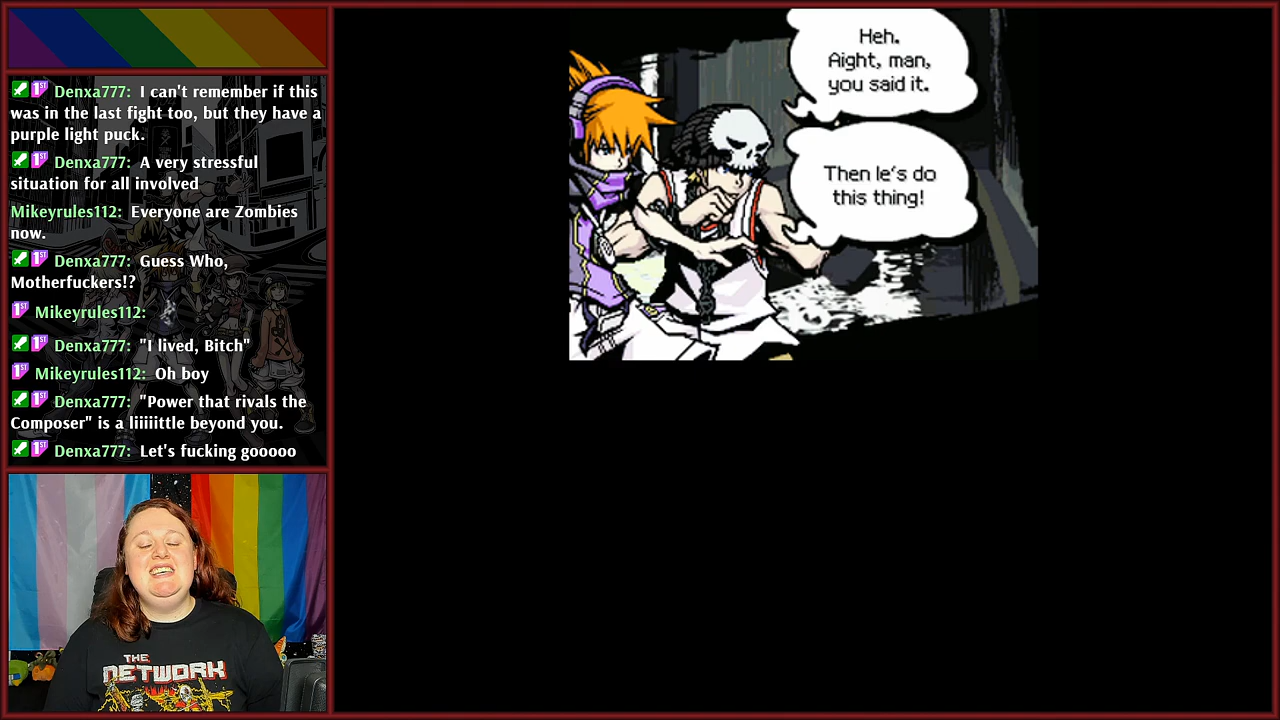 Denxa777: I can't remember if this
was in the last fight too, but they have a
purple light puck.
Denxa777: A very stressful
situation for all involved
Mikeyrules112: Everyone are Zombies
now.
Denxa777: Guess Who,
Motherfuckers!?
Mikeyrules112:
Denxa777: "I lived, Bitch"
Mikeyrules112: Oh boy
Denxa777: "Power that rivals the
Composer" is a liiiiittle beyond you.
Denxa777: Let's fucking gooooo
Heh.
Aight, man,
you said it.
Then le's do
this thing!
THE
NETWORK